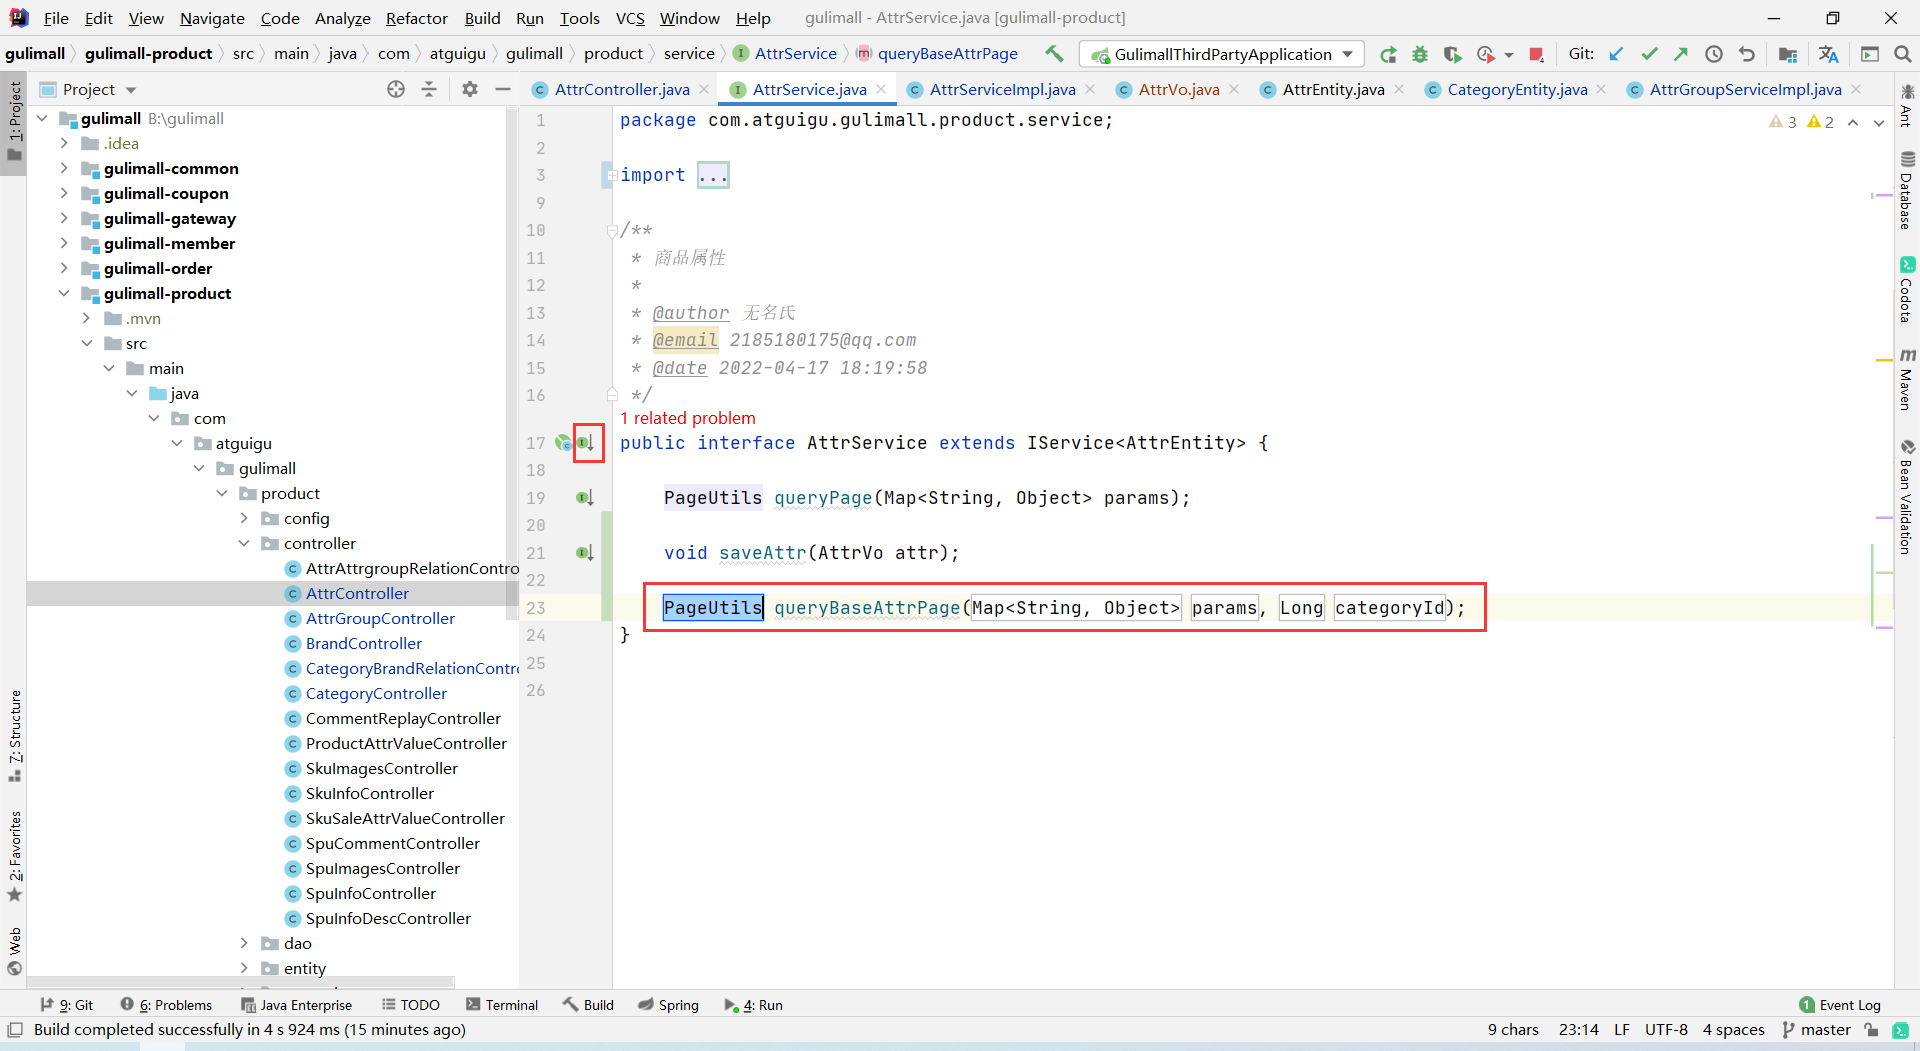 File Edit View Navigate Code Analyze Refactor Build Run Tools VCS Window Help gulimall - AttrService.java [gulimall-product]
gulimall gulimall-product src main java com atguigu gulimall product service AttrService queryBaseAttrPage GulimallThirdPartyApplication Git:
Project
AttrController.java AttrService.java AttrServiceImpl.java AttrVo.java AttrEntity.java CategoryEntity.java AttrGroupServiceImpl.java
1: Project
7: Structure
2: Favorites
Web
gulimall B:\gulimall
.idea
gulimall-common
gulimall-coupon
gulimall-gateway
gulimall-member
gulimall-order
gulimall-product
.mvn
src
main
java
com
atguigu
gulimall
product
config
controller
AttrAttrgroupRelationContro
AttrController
AttrGroupController
BrandController
CategoryBrandRelationContro
CategoryController
CommentReplayController
ProductAttrValueController
SkuImagesController
SkuInfoController
SkuSaleAttrValueController
SpuCommentController
SpuImagesController
SpuInfoController
SpuInfoDescController
dao
entity
3 2
1 package com.atguigu.gulimall.product.service;
2
3 import ...
9
10 /**
11 * 商品属性
12 *
13 * @author 无名氏
14 * @email 2185180175@qq.com
15 * @date 2022-04-17 18:19:58
16 */
1 related problem
17 public interface AttrService extends IService<AttrEntity> {
18
19 PageUtils queryPage(Map<String, Object> params);
20
21 void saveAttr(AttrVo attr);
22
23 PageUtils queryBaseAttrPage(Map<String, Object> params, Long categoryId);
24 }
25
26
Ant
Database
Codota
Maven
Bean Validation
9: Git 6: Problems Java Enterprise TODO Terminal Build Spring 4: Run 1 Event Log
Build completed successfully in 4 s 924 ms (15 minutes ago) 9 chars 23:14 LF UTF-8 4 spaces master